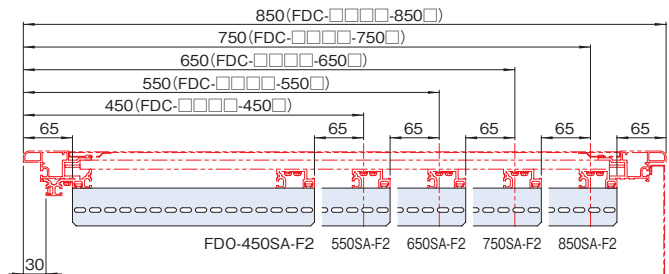 850(FDC-□□□□-850□)
750(FDC-□□□□-750□)
650(FDC-□□□□-650□)
550(FDC-□□□□-550□)
450(FDC-□□□□-450□)
65 65 65 65 65 65
FDO-450SA-F2 550SA-F2 650SA-F2 750SA-F2 850SA-F2
30